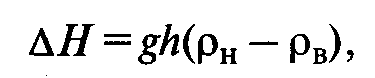 ΔH = gh(ρн − ρв),